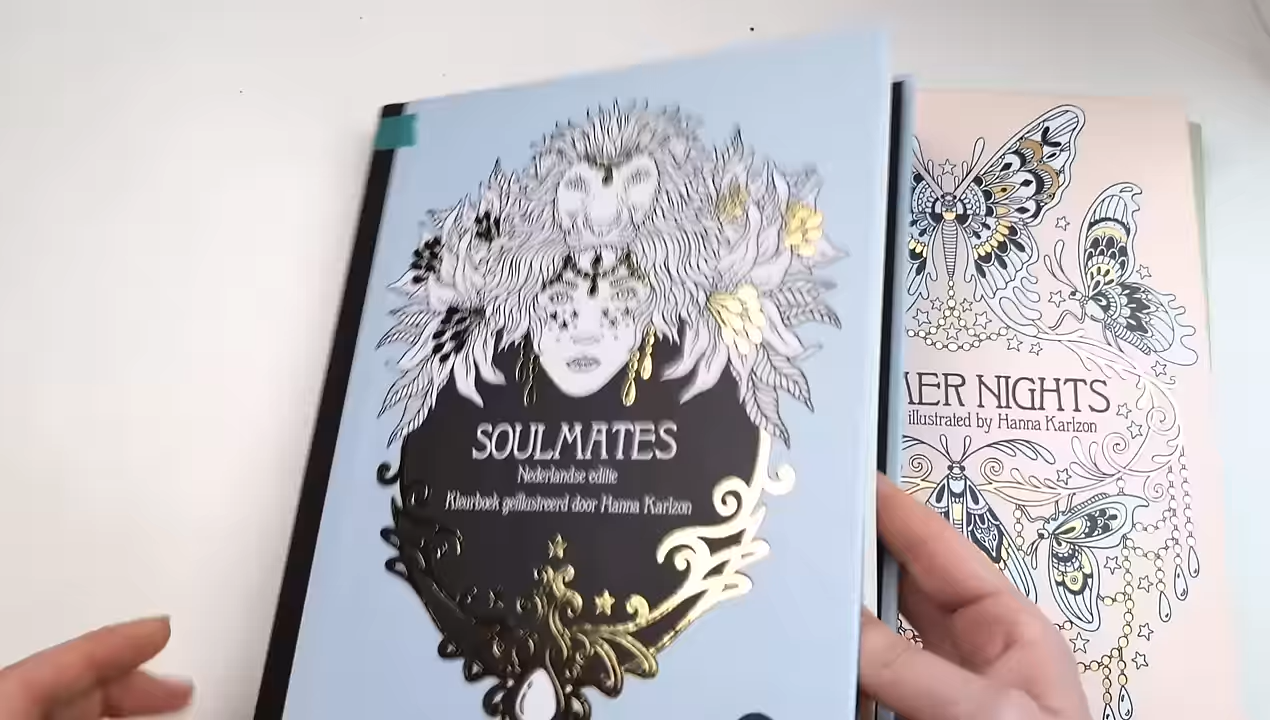 SOULMATES
Nederlandse editie
Kleurboek geïllustreerd door Hanna Karlzon
MER NIGHTS
illustrated by Hanna Karlzon